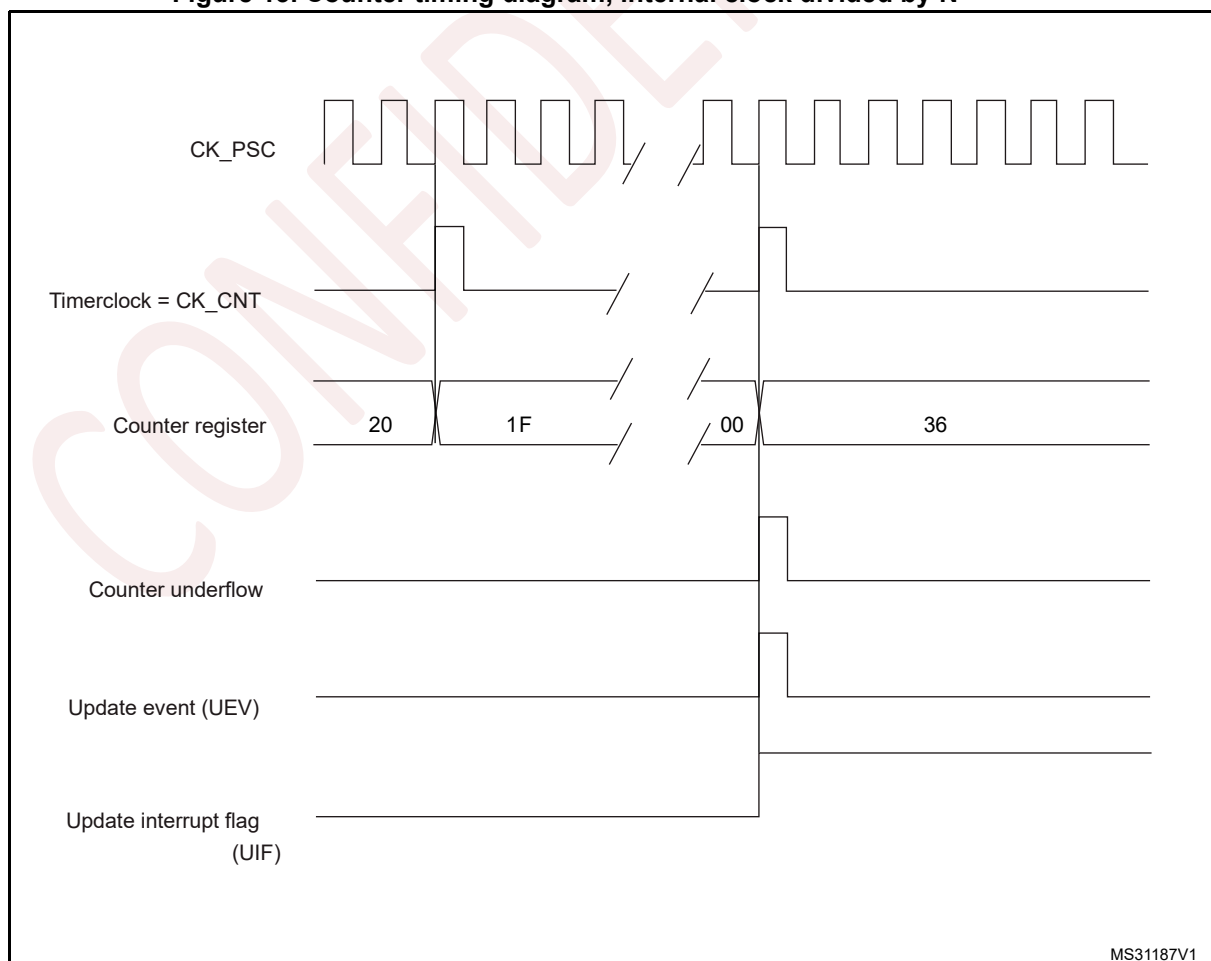 CK_PSC
Timerclock = CK_CNT
Counter register 20 1F 00 36
Counter underflow
Update event (UEV)
Update interrupt flag
(UIF)
MS31187V1